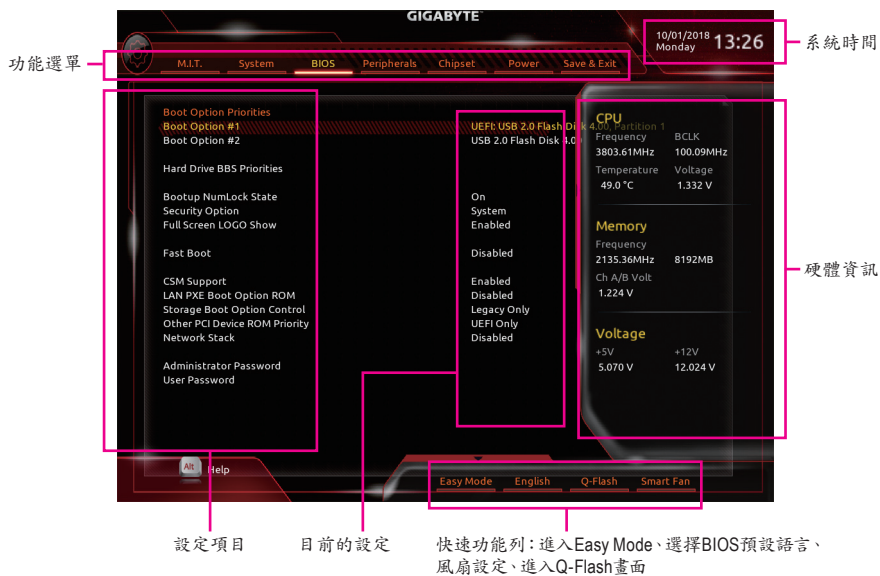 GIGABYTE™
10/01/2018
Monday
13:26
系統時間
功能選單
M.I.T. System BIOS Peripherals Chipset Power Save & Exit
Boot Option Priorities
Boot Option #1 UEFI: USB 2.0 Flash Disk 4.00, Partition 1
Boot Option #2 USB 2.0 Flash Disk 4.00
Hard Drive BBS Priorities
Bootup NumLock State On
Security Option System
Full Screen LOGO Show Enabled
Fast Boot Disabled
CSM Support Enabled
LAN PXE Boot Option ROM Disabled
Storage Boot Option Control Legacy Only
Other PCI Device ROM Priority UEFI Only
Network Stack Disabled
Administrator Password
User Password
CPU
Frequency BCLK
3803.61MHz 100.09MHz
Temperature Voltage
49.0 °C 1.332 V
Memory
Frequency
2135.36MHz 8192MB
Ch A/B Volt
1.224 V
Voltage
+5V +12V
5.070 V 12.024 V
硬體資訊
Alt Help
Easy Mode English Q-Flash Smart Fan
設定項目
目前的設定
快速功能列：進入Easy Mode、選擇BIOS預設語言、
風扇設定、進入Q-Flash畫面